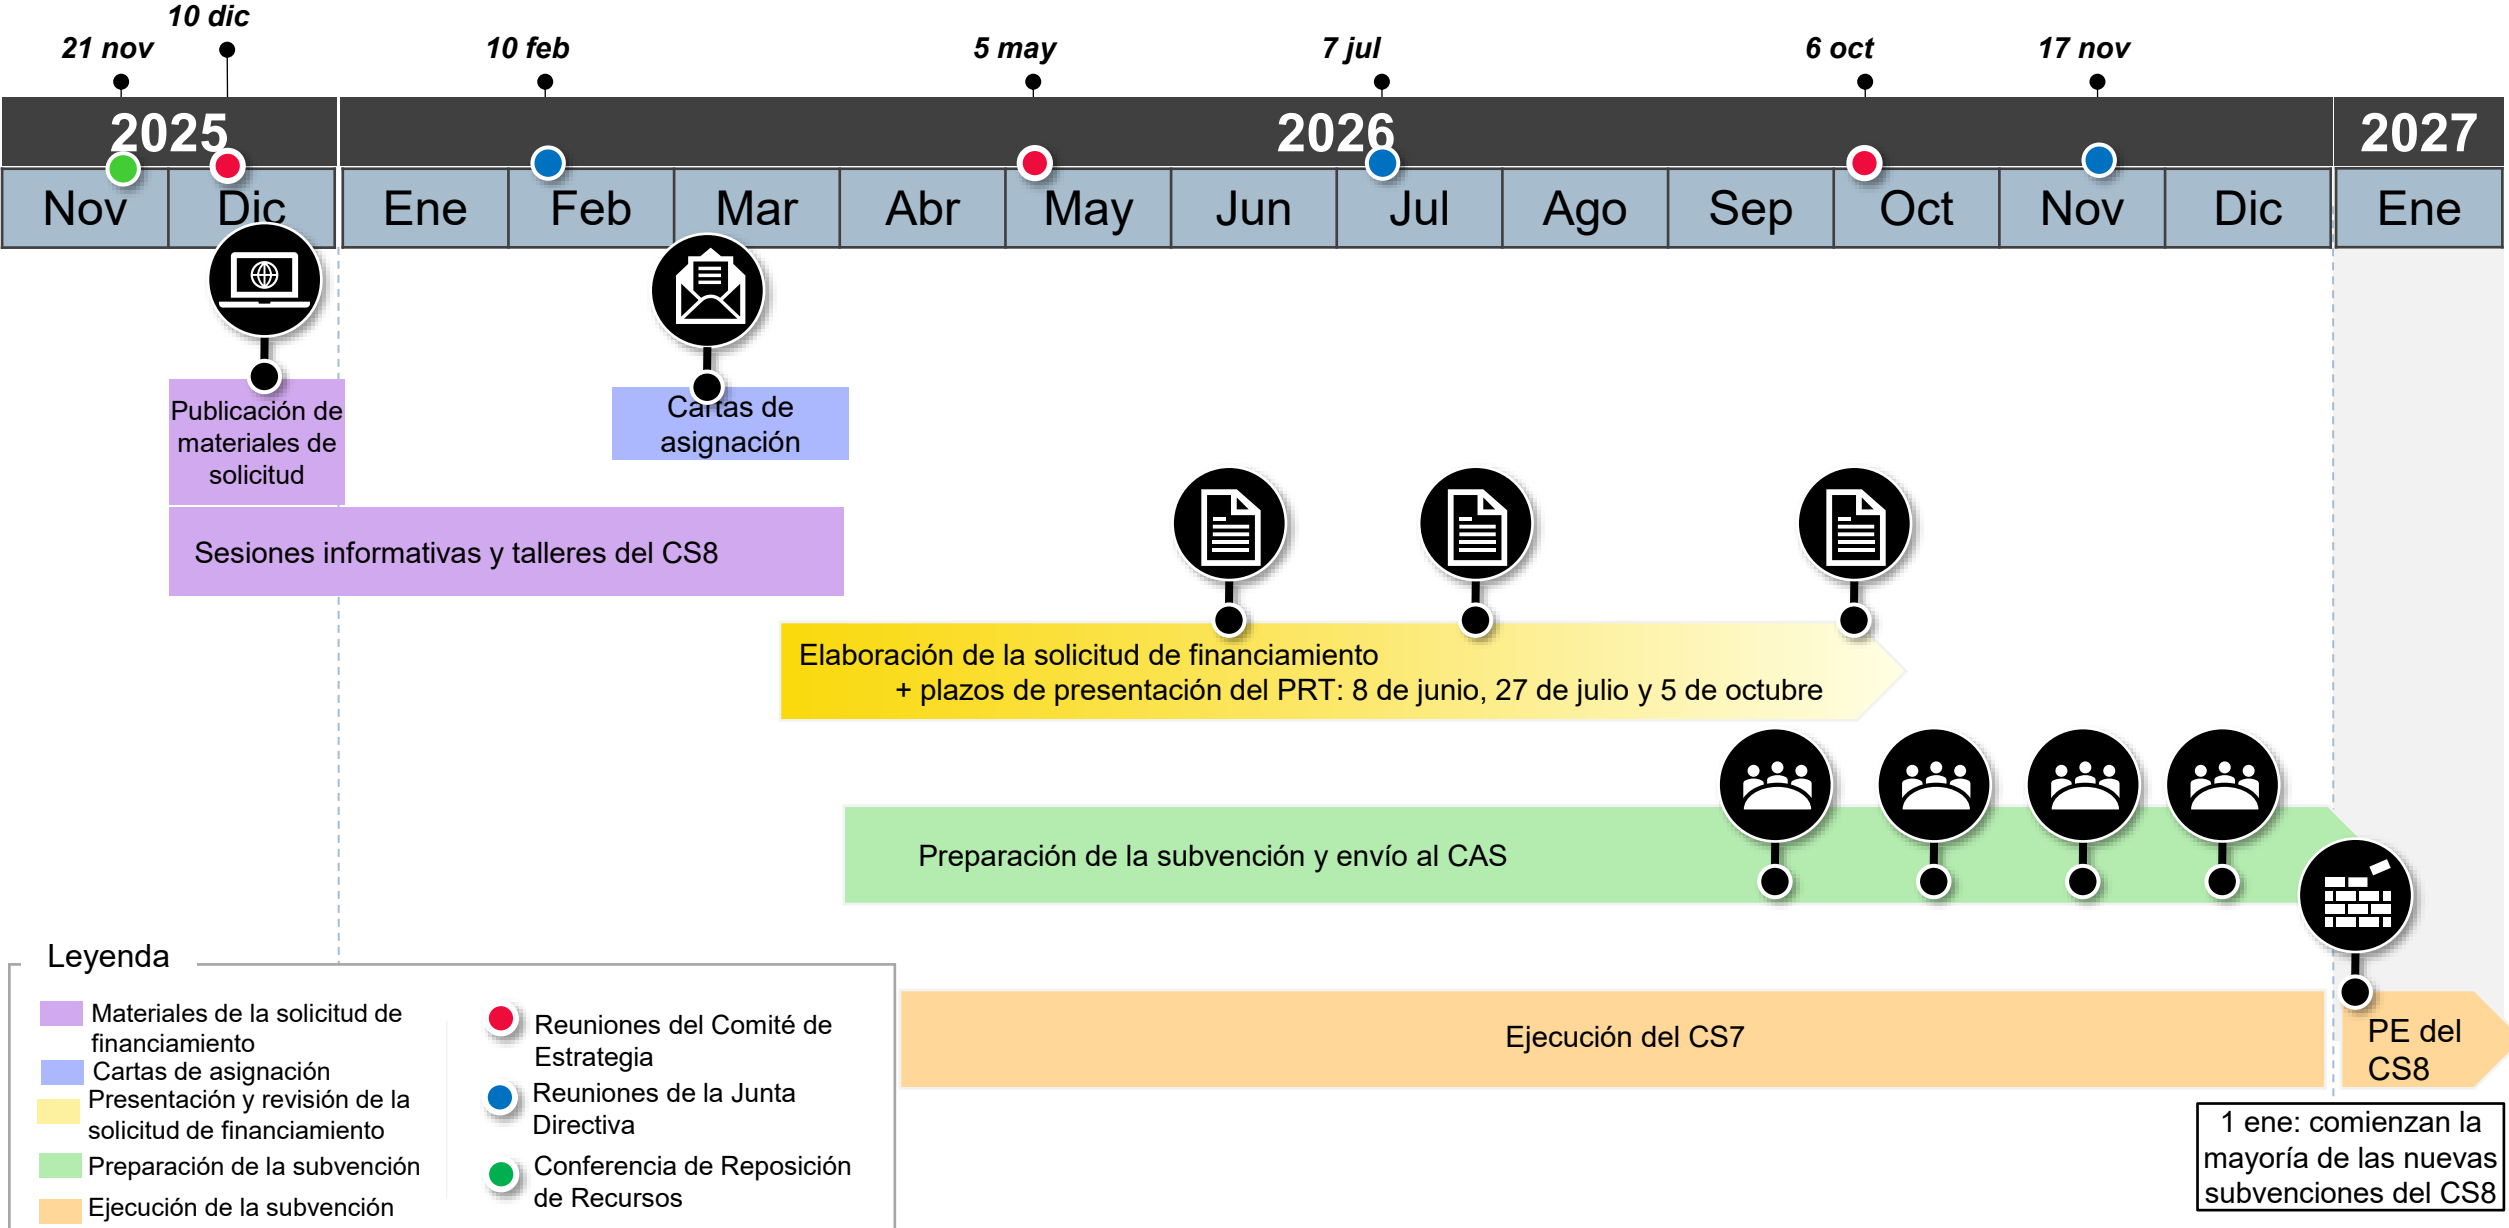 10 dic
21 nov
10 feb
5 may
7 jul
6 oct
17 nov
2025
2026
2027
Nov
Dic
Ene
Feb
Mar
Abr
May
Jun
Jul
Ago
Sep
Oct
Nov
Dic
Ene
Publicación de
materiales de
solicitud
Cartas de
asignación
Sesiones informativas y talleres del CS8
Elaboración de la solicitud de financiamiento
+ plazos de presentación del PRT: 8 de junio, 27 de julio y 5 de octubre
Preparación de la subvención y envío al CAS
Ejecución del CS7
PE del
CS8
1 ene: comienzan la
mayoría de las nuevas
subvenciones del CS8
Leyenda
Materiales de la solicitud de
financiamiento
Cartas de asignación
Presentación y revisión de la
solicitud de financiamiento
Preparación de la subvención
Ejecución de la subvención
Reuniones del Comité de
Estrategia
Reuniones de la Junta
Directiva
Conferencia de Reposición
de Recursos